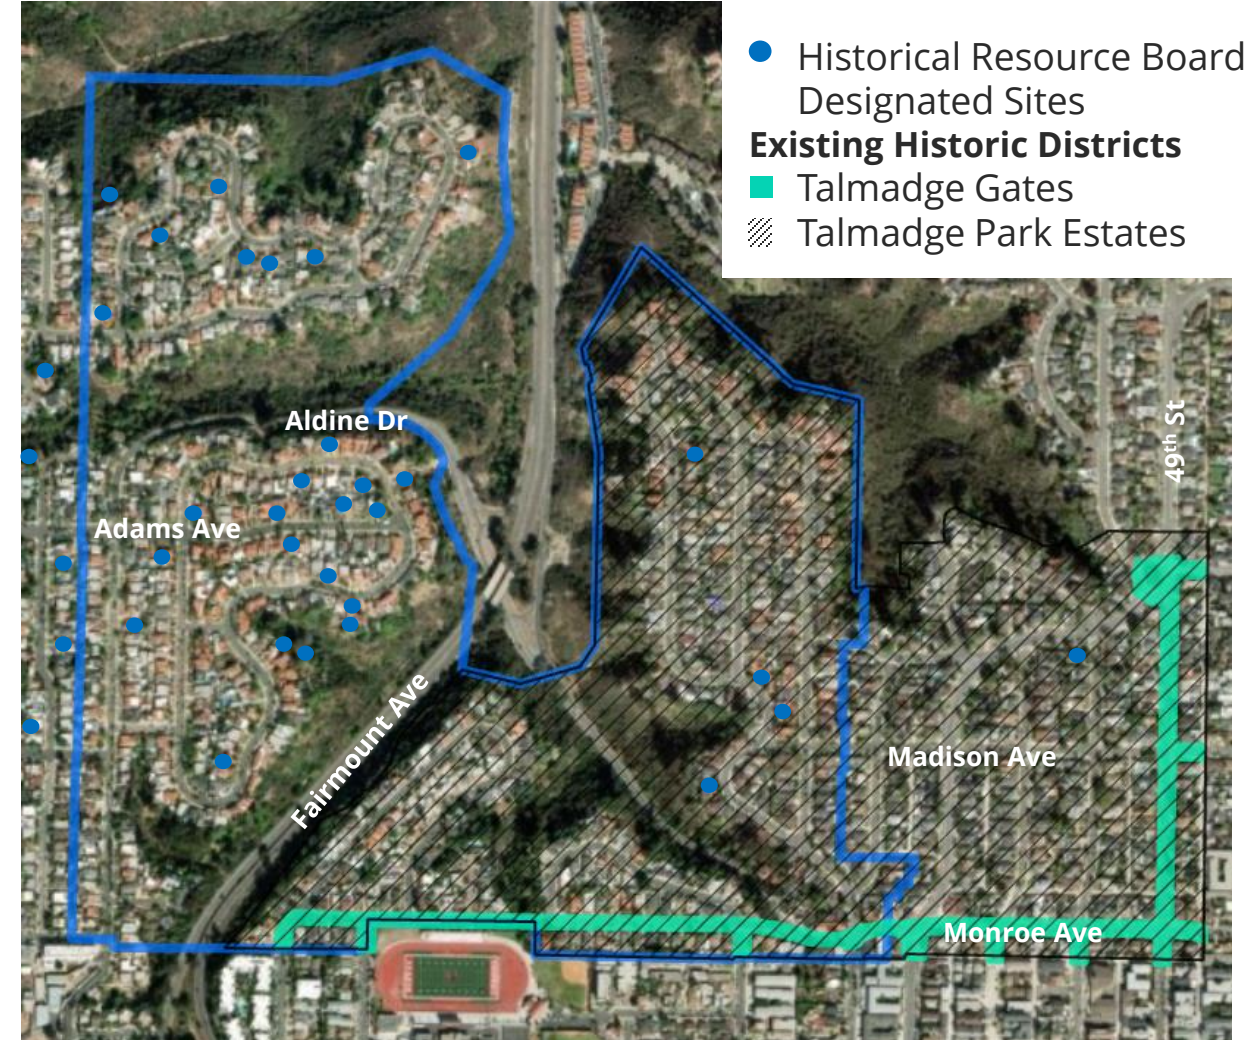 Historical Resource Board
Designated Sites
Existing Historic Districts
Talmadge Gates
Talmadge Park Estates
Aldine Dr
49th St
Adams Ave
Fairmount Ave
Madison Ave
Monroe Ave